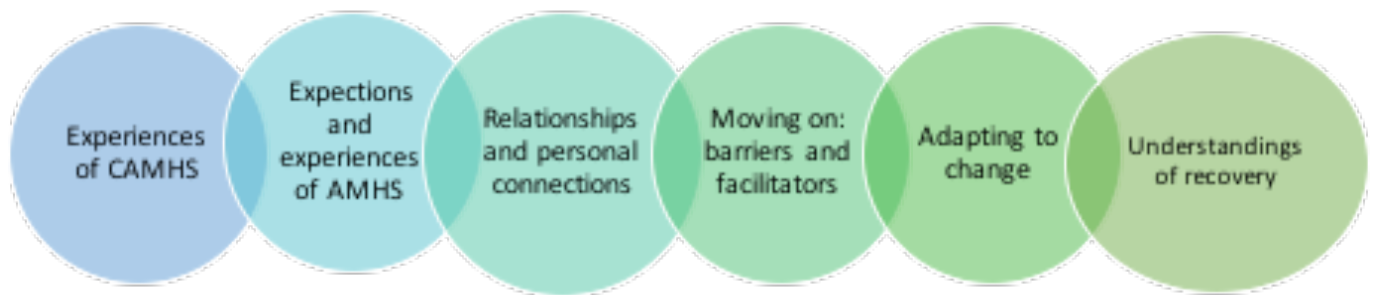 Experiences
of CAMHS
Expections
and
experiences
of AMHS
Relationships
and personal
connections
Moving on:
barriers and
facilitators
Adapting to
change
Understandings
of recovery